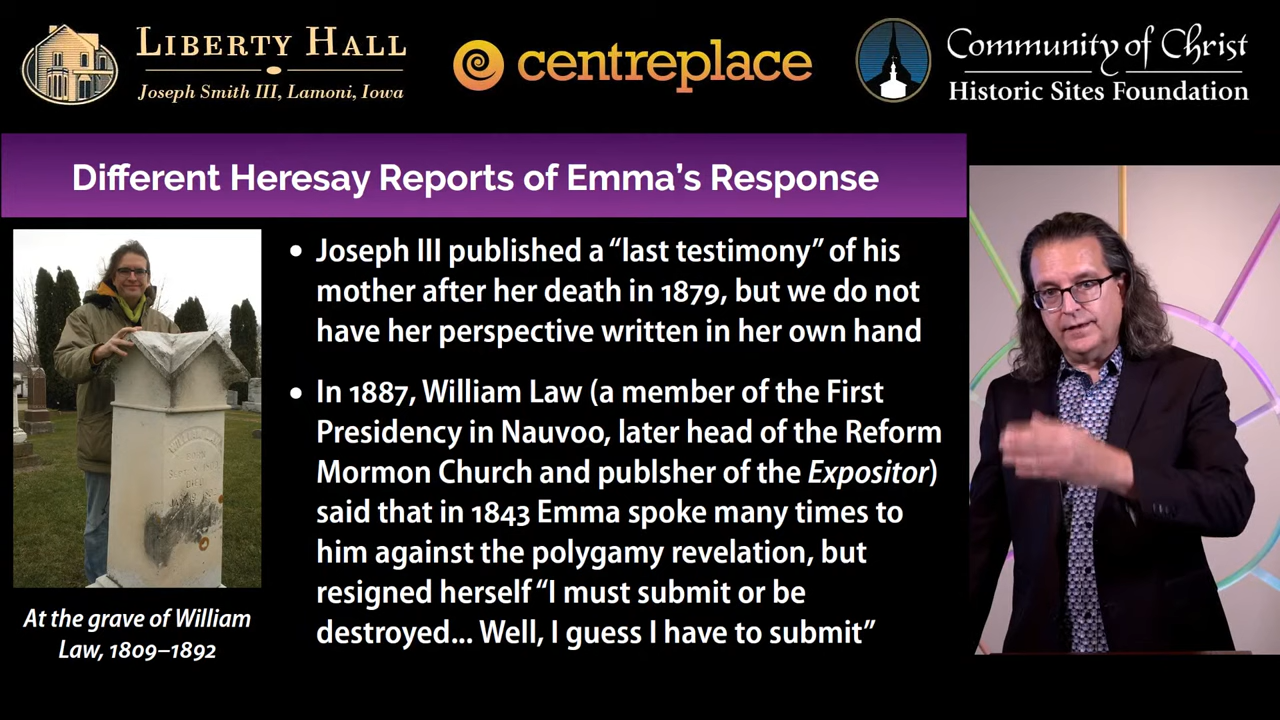 LIBERTY HALL
Joseph Smith III, Lamoni, Iowa
centreplace
Community of Christ
Historic Sites Foundation
Different Heresay Reports of Emma's Response
• Joseph III published a “last testimony” of his
mother after her death in 1879, but we do not
have her perspective written in her own hand
• In 1887, William Law (a member of the First
Presidency in Nauvoo, later head of the Reform
Mormon Church and publsher of the Expositor)
said that in 1843 Emma spoke many times to
him against the polygamy revelation, but
resigned herself “I must submit or be
destroyed... Well, I guess I have to submit”
At the grave of William
Law, 1809–1892